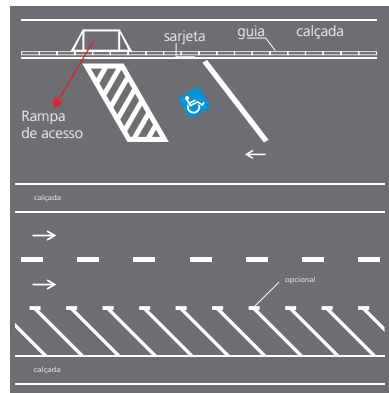 sarjeta
guia
calçada
Rampa
de acesso
calçada
opcional
calçada